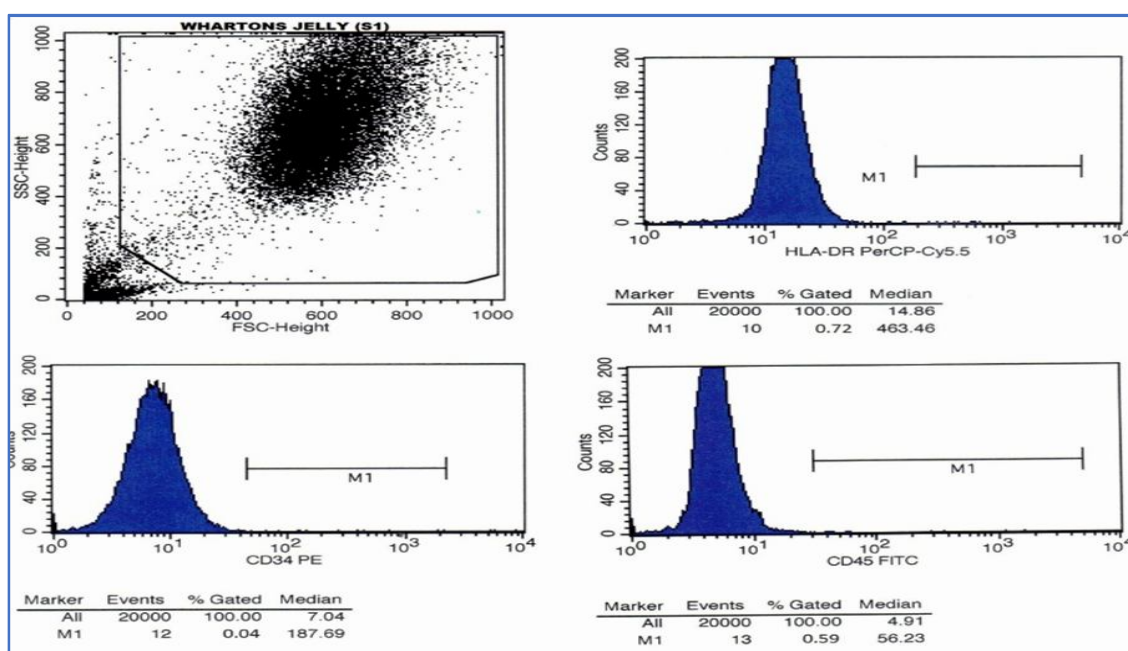 WHARTONS JELLY (S1)
1000
800
600
400
200
0
SSC-Height
0 200 400 600 800 1000
FSC-Height
200
160
120
80
40
0
Counts
M1
10^0 10^1 10^2 10^3 10^4
HLA-DR PerCP-Cy5.5
Marker Events % Gated Median
All 20000 100.00 14.86
M1 10 0.72 463.46
200
160
120
80
40
0
M1
10^0 10^1 10^2 10^3 10^4
CD34 PE
Marker Events % Gated Median
All 20000 100.00 7.04
M1 12 0.04 187.69
200
160
120
80
40
0
Counts
M1
10^0 10^1 10^2 10^3 10^4
CD45 FITC
Marker Events % Gated Median
All 20000 100.00 4.91
M1 13 0.59 56.23